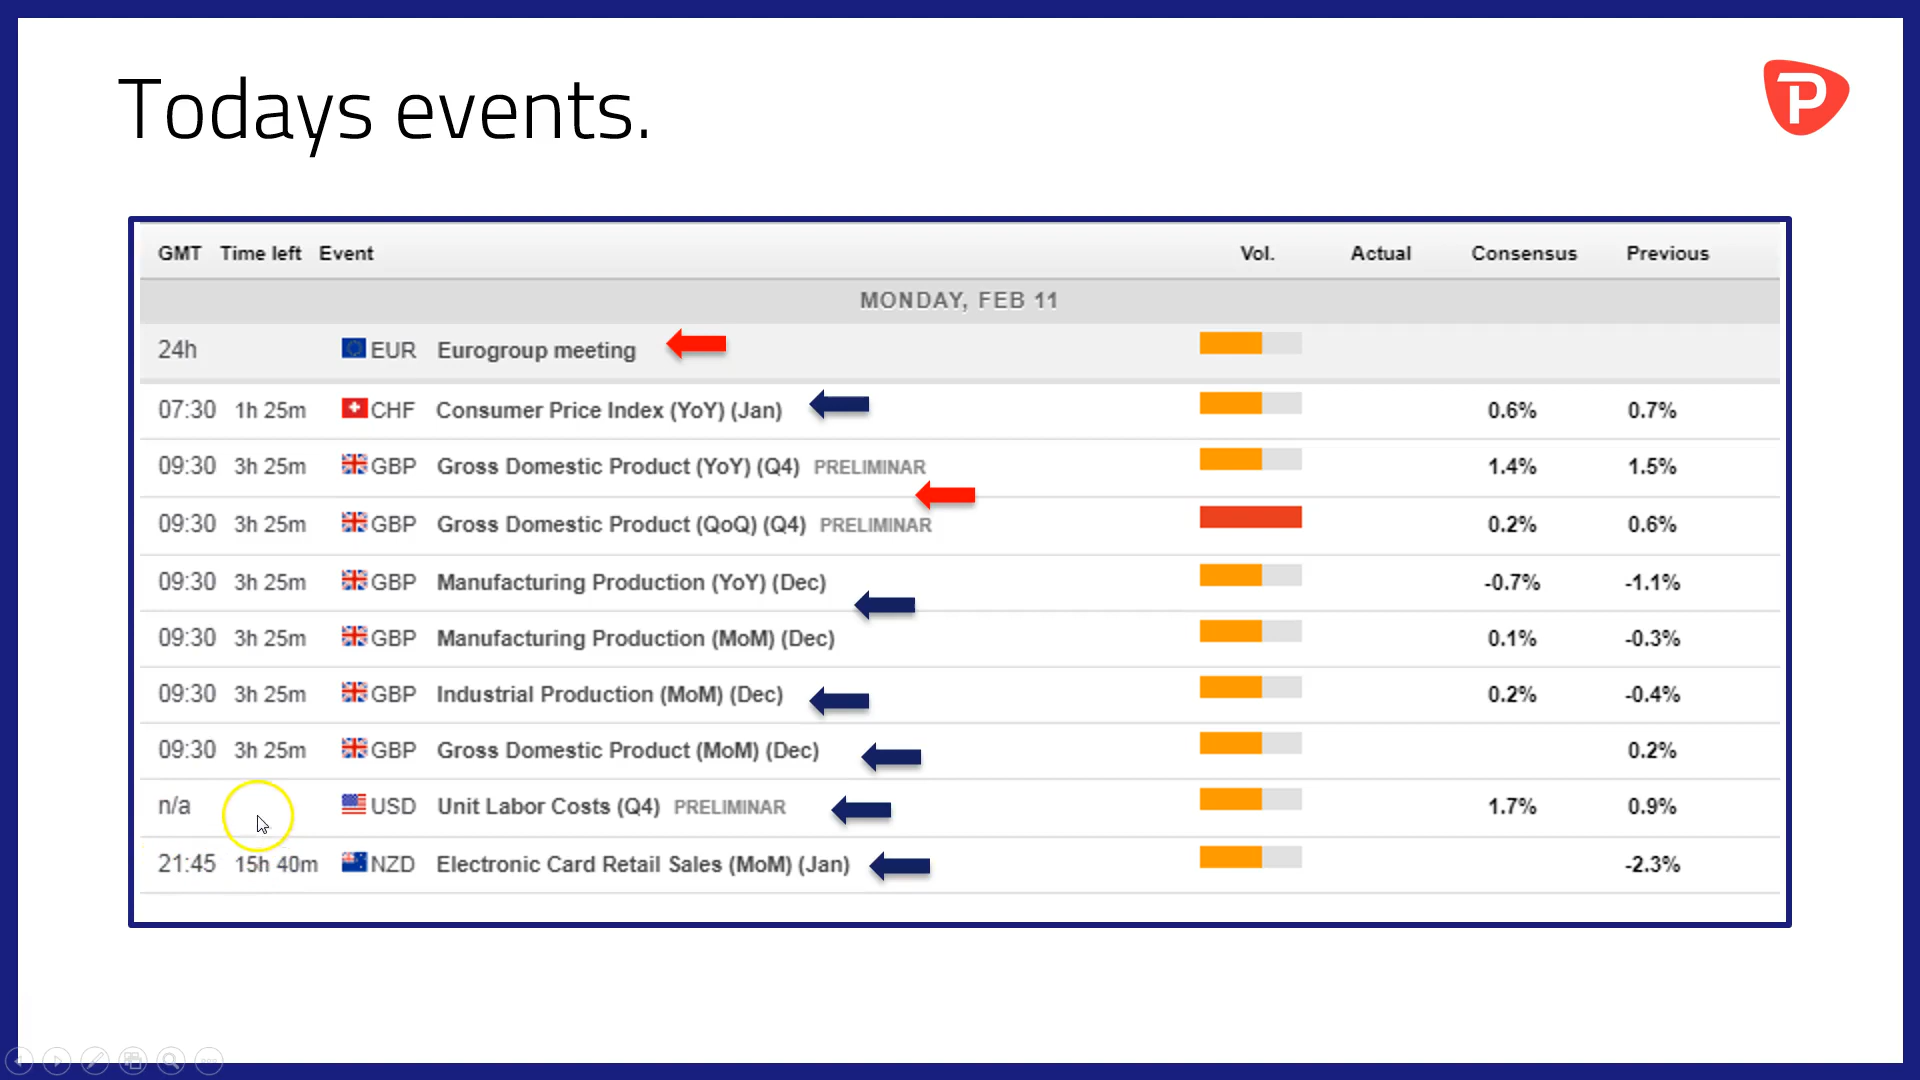 Todays events.
P
GMT Time left Event Vol. Actual Consensus Previous
MONDAY, FEB 11
24h EUR Eurogroup meeting
07:30 1h 25m CHF Consumer Price Index (YoY) (Jan) 0.6% 0.7%
09:30 3h 25m GBP Gross Domestic Product (YoY) (Q4) PRELIMINAR 1.4% 1.5%
09:30 3h 25m GBP Gross Domestic Product (QoQ) (Q4) PRELIMINAR 0.2% 0.6%
09:30 3h 25m GBP Manufacturing Production (YoY) (Dec) -0.7% -1.1%
09:30 3h 25m GBP Manufacturing Production (MoM) (Dec) 0.1% -0.3%
09:30 3h 25m GBP Industrial Production (MoM) (Dec) 0.2% -0.4%
09:30 3h 25m GBP Gross Domestic Product (MoM) (Dec) 0.2%
n/a USD Unit Labor Costs (Q4) PRELIMINAR 1.7% 0.9%
21:45 15h 40m NZD Electronic Card Retail Sales (MoM) (Jan) -2.3%